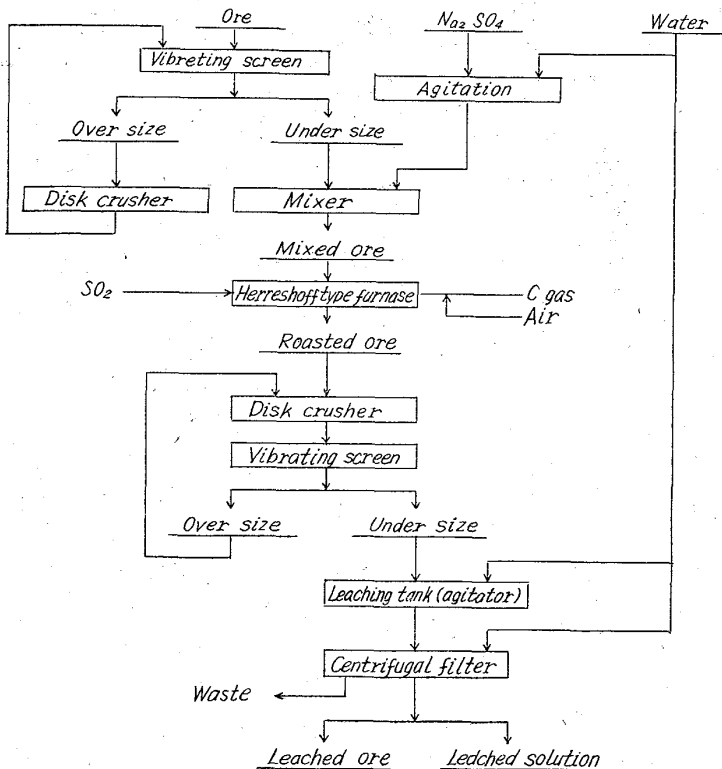 Ore
Na2 SO4
Water
Vibreting screen
Agitation
Over size
Under size
Disk crusher
Mixer
Mixed ore
SO2
Herreshoff type furnase
C gas
Air
Roasted ore
Disk crusher
Vibrating screen
Over size
Under size
Leaching tank (agitator)
Centrifugal filter
Waste
Leached ore
Ledched solution